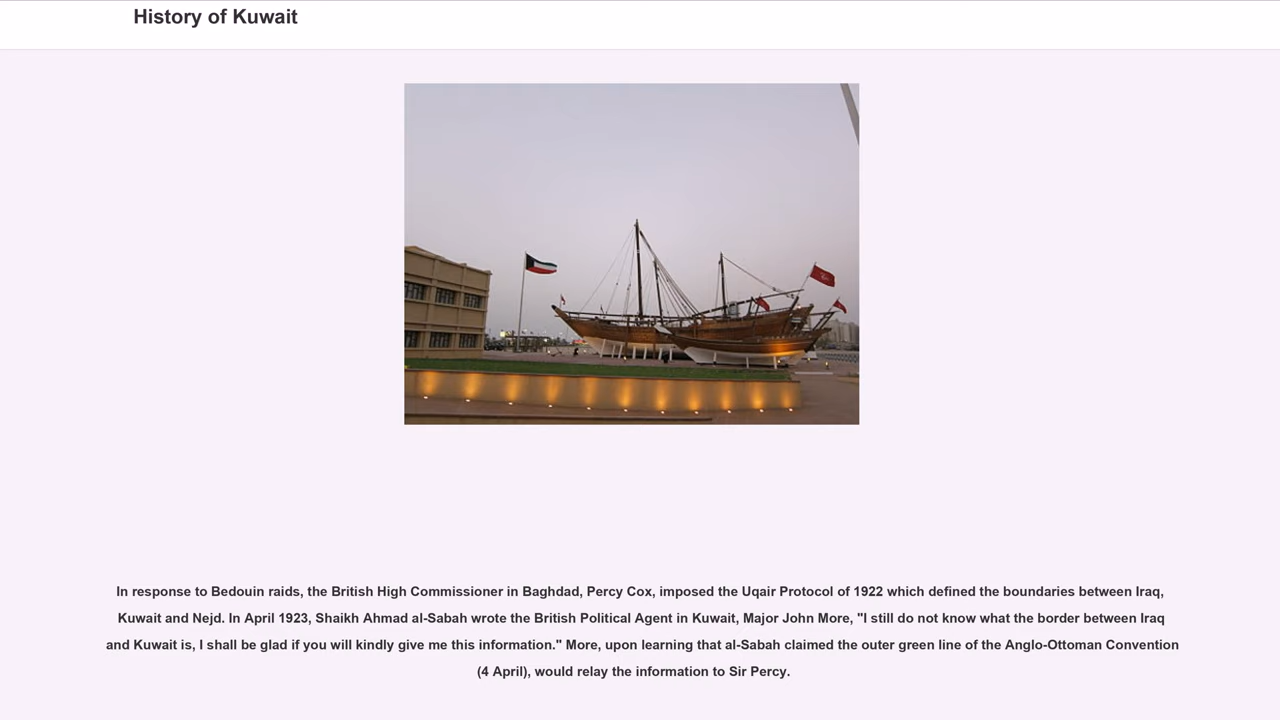 History of Kuwait
In response to Bedouin raids, the British High Commissioner in Baghdad, Percy Cox, imposed the Uqair Protocol of 1922 which defined the boundaries between Iraq,
Kuwait and Nejd. In April 1923, Shaikh Ahmad al-Sabah wrote the British Political Agent in Kuwait, Major John More, "I still do not know what the border between Iraq
and Kuwait is, I shall be glad if you will kindly give me this information." More, upon learning that al-Sabah claimed the outer green line of the Anglo-Ottoman Convention
(4 April), would relay the information to Sir Percy.